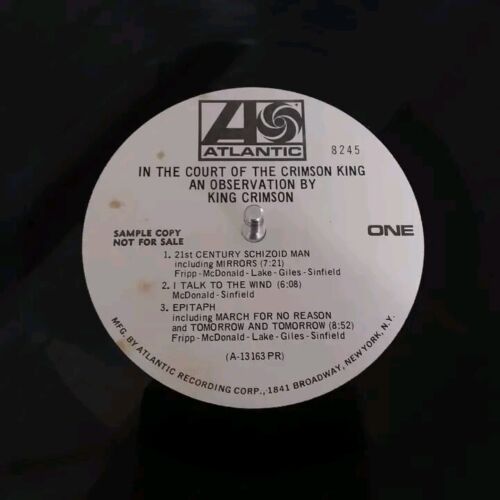 ATLANTIC
8245
IN THE COURT OF THE CRIMSON KING
AN OBSERVATION BY
KING CRIMSON
SAMPLE COPY
NOT FOR SALE
ONE
1. 21st CENTURY SCHIZOID MAN
including MIRRORS (7:21)
Fripp-McDonald-Lake-Giles-Sinfield
2. I TALK TO THE WIND (6:08)
McDonald-Sinfield
3. EPITAPH
including MARCH FOR NO REASON
and TOMORROW AND TOMORROW (8:52)
Fripp-McDonald-Lake-Giles-Sinfield
(A-13163 PR)
MFG. BY ATLANTIC RECORDING CORP., 1841 BROADWAY, NEW YORK, N.Y.